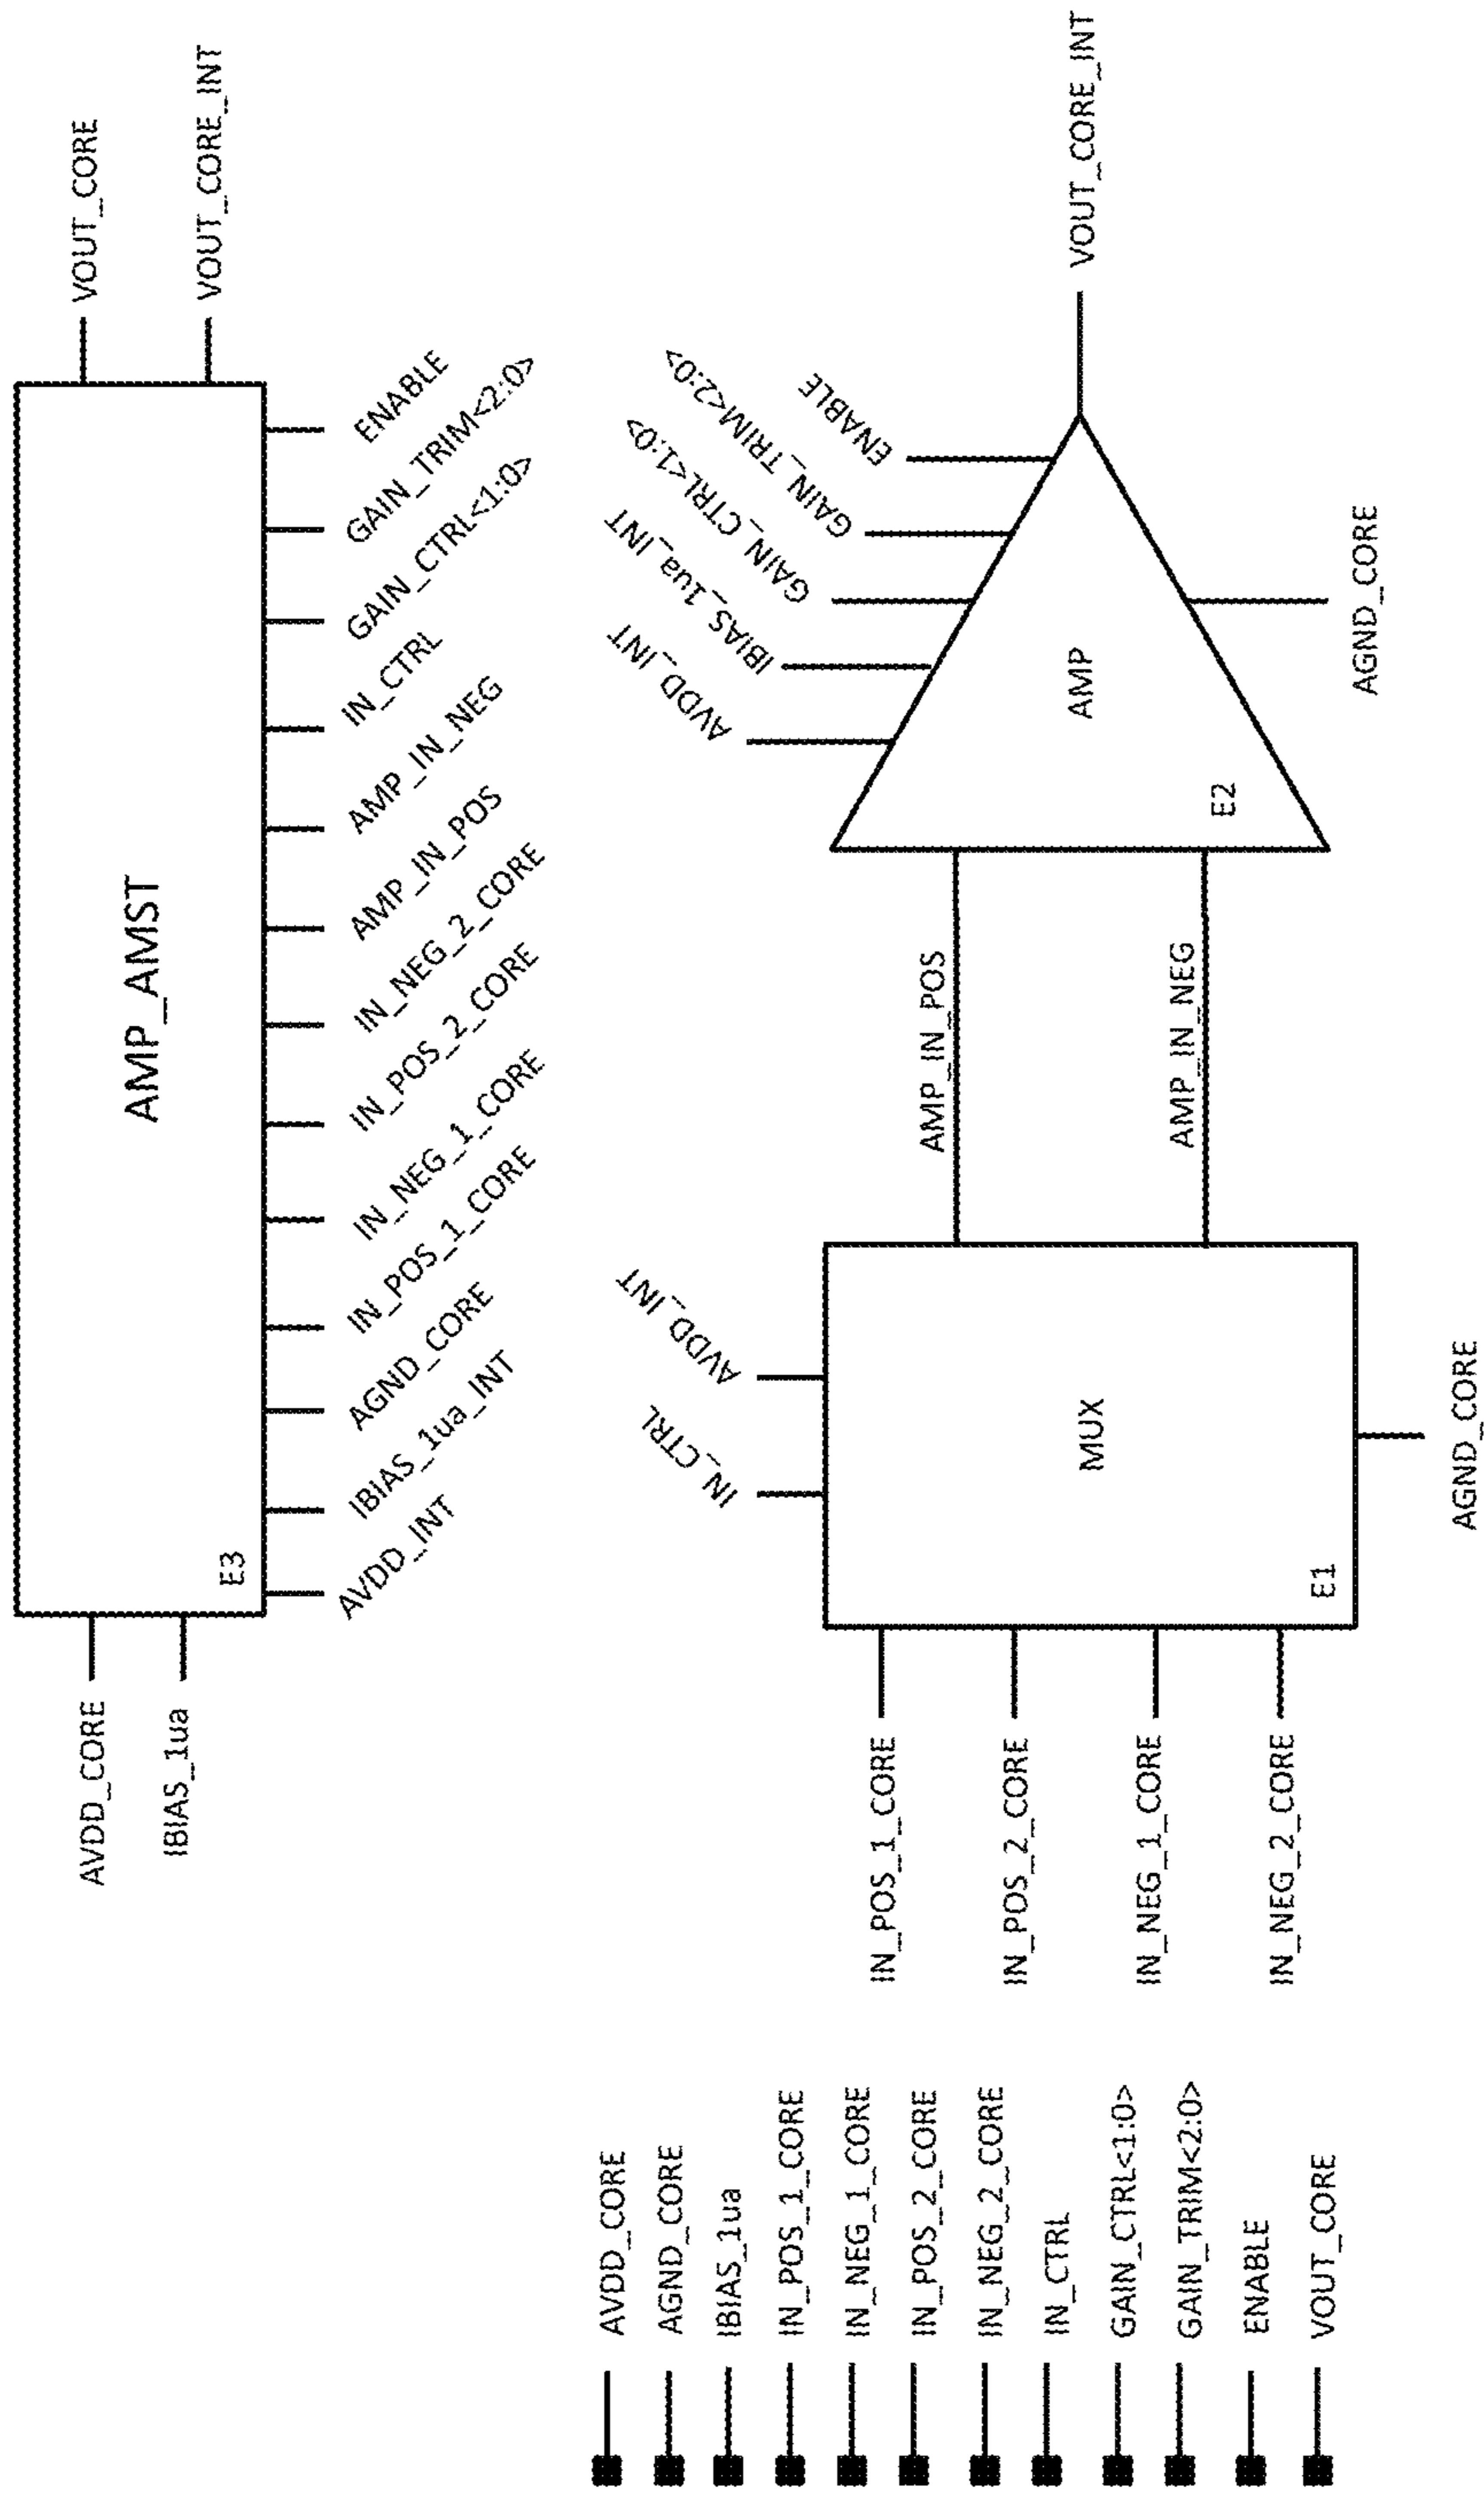 AVDD_CORE
IBIAS_1ua
AMP_AMST
E3
VOUT_CORE
VOUT_CORE_INT
AVDD_INT
IBIAS_1ua_INT
AGND_CORE
IN_POS_1_CORE
IN_NEG_1_CORE
IN_POS_2_CORE
IN_NEG_2_CORE
AMP_IN_POS
AMP_IN_NEG
IN_CTRL
GAIN_CTRL<1:0>
GAIN_TRIM<2:0>
ENABLE
AVDD_CORE
AGND_CORE
IBIAS_1ua
IN_POS_1_CORE
IN_NEG_1_CORE
IN_POS_2_CORE
IN_NEG_2_CORE
IN_CTRL
GAIN_CTRL<1:0>
GAIN_TRIM<2:0>
ENABLE
VOUT_CORE
IN_POS_1_CORE
IN_POS_2_CORE
IN_NEG_1_CORE
IN_NEG_2_CORE
IN_CTRL
AVDD_INT
MUX
E1
AGND_CORE
AMP_IN_POS
AMP_IN_NEG
AVDD_INT
IBIAS_1ua_INT
GAIN_CTRL<1:0>
GAIN_TRIM<2:0>
ENABLE
AMP
E2
AGND_CORE
VOUT_CORE_INT